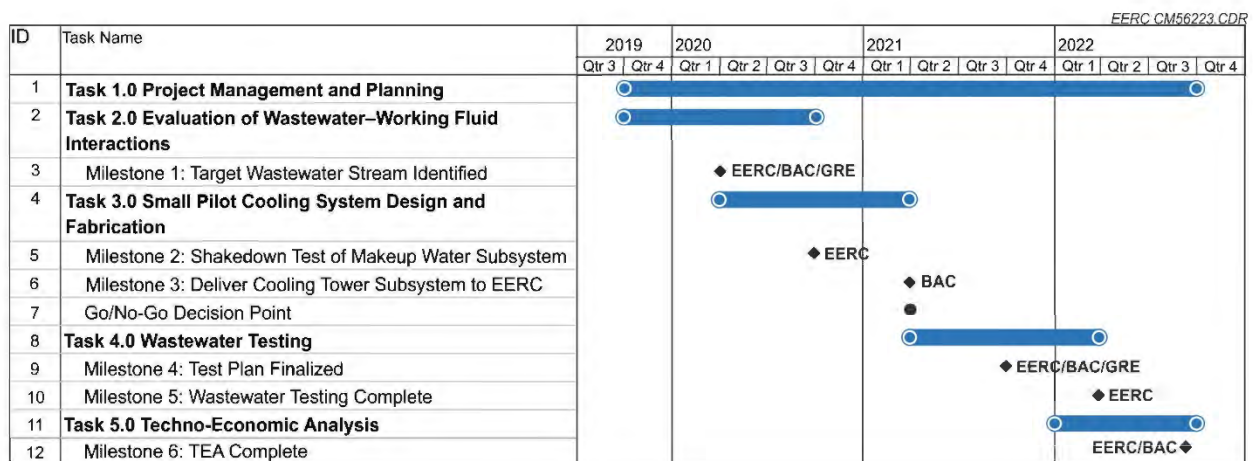 EERC CM56223.CDR
ID Task Name 2019 2020 2021 2022
Qtr 3 Qtr 4 Qtr 1 Qtr 2 Qtr 3 Qtr 4 Qtr 1 Qtr 2 Qtr 3 Qtr 4 Qtr 1 Qtr 2 Qtr 3 Qtr 4
1 Task 1.0 Project Management and Planning
2 Task 2.0 Evaluation of Wastewater–Working Fluid
Interactions
3 Milestone 1: Target Wastewater Stream Identified EERC/BAC/GRE
4 Task 3.0 Small Pilot Cooling System Design and
Fabrication
5 Milestone 2: Shakedown Test of Makeup Water Subsystem EERC
6 Milestone 3: Deliver Cooling Tower Subsystem to EERC BAC
7 Go/No-Go Decision Point
8 Task 4.0 Wastewater Testing
9 Milestone 4: Test Plan Finalized EERC/BAC/GRE
10 Milestone 5: Wastewater Testing Complete EERC
11 Task 5.0 Techno-Economic Analysis
12 Milestone 6: TEA Complete EERC/BAC